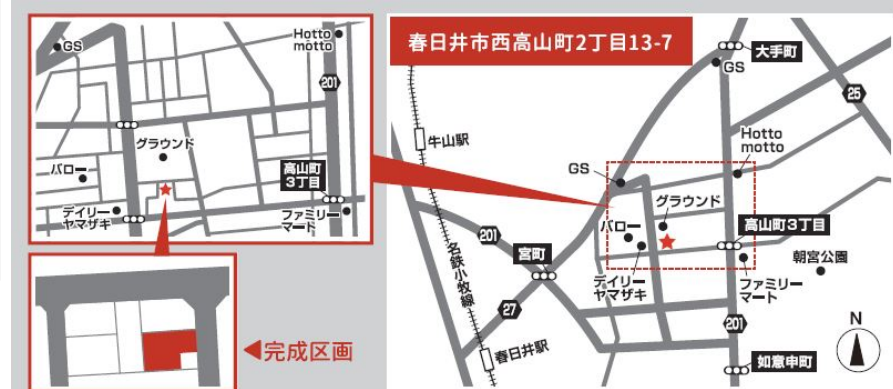 GS
Hotto
motto
201
グラウンド
バロー
高山町
3丁目
デイリー
ヤマザキ
ファミリー
マート
◀完成区画
春日井市西高山町2丁目13-7
大手町
GS
25
牛山駅
Hotto
motto
GS
グラウンド
バロー
高山町3丁目
201
宮町
デイリー
ヤマザキ
ファミリー
マート
朝宮公園
名鉄小牧線
27
201
春日井駅
如意申町
N